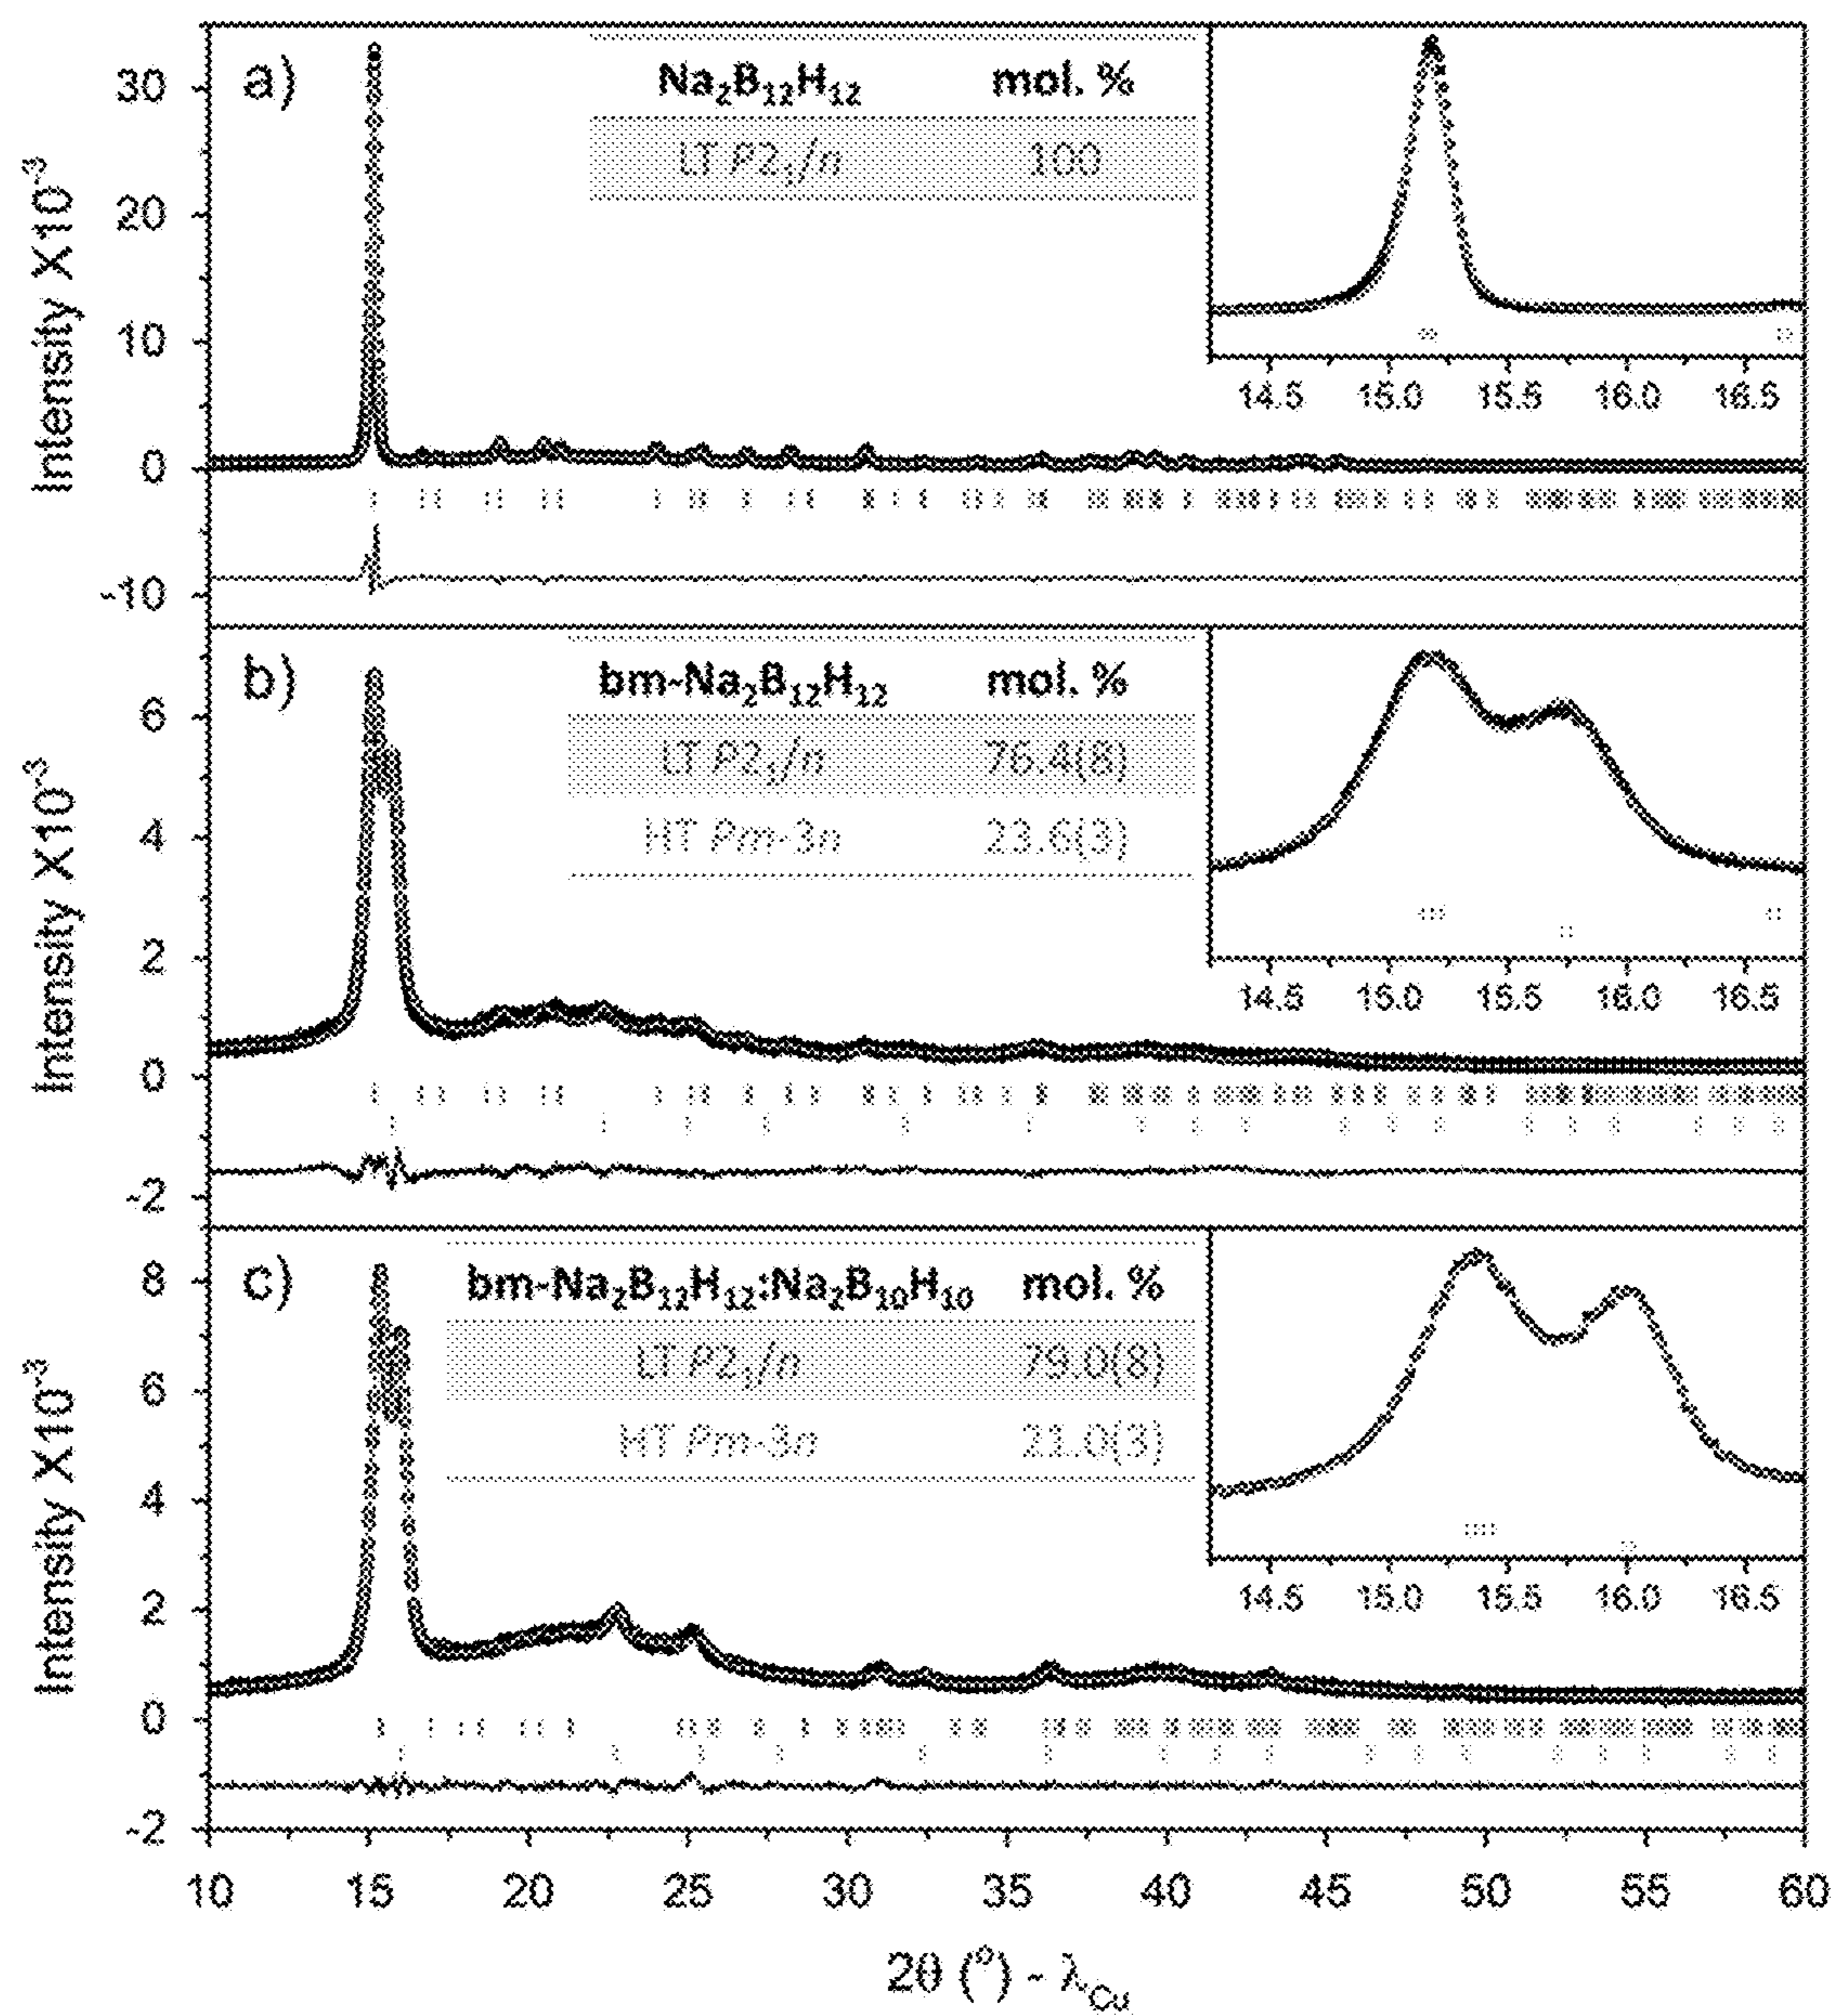 a)
Na₂B₁₂H₁₂ mol. %
LT P2₁/n 100
Intensity X10⁻³
30
20
10
0
-10
14.5 15.0 15.5 16.0 16.5
b)
bm-Na₂B₁₂H₁₂ mol. %
LT P2₁/n 76.4(8)
HT Pm-3n 23.6(3)
Intensity X10⁻³
6
4
2
0
-2
14.5 15.0 15.5 16.0 16.5
c)
bm-Na₂B₁₂H₁₂:Na₂B₁₀H₁₀ mol. %
LT P2₁/n 79.0(8)
HT Pm-3n 21.0(3)
Intensity X10⁻³
8
6
4
2
0
-2
14.5 15.0 15.5 16.0 16.5
10 15 20 25 30 35 40 45 50 55 60
2θ (°) - λCu